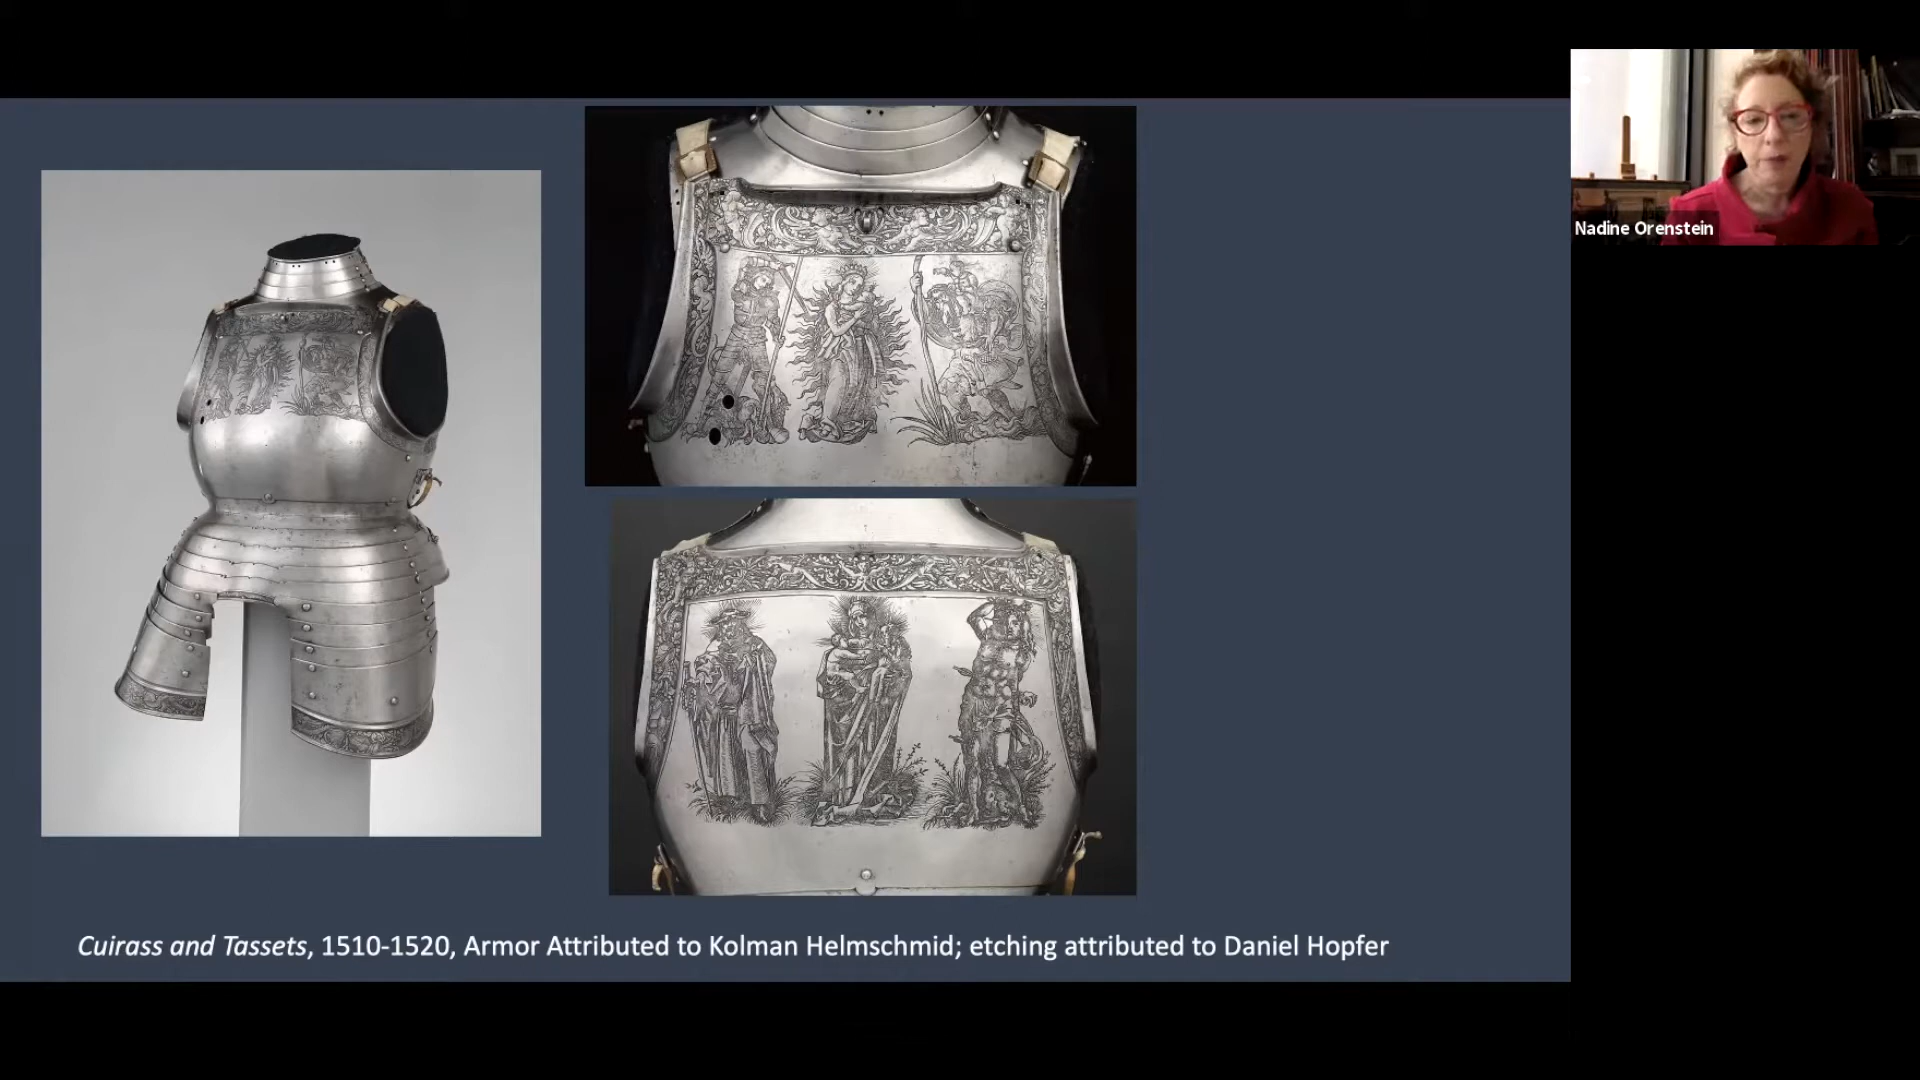 Nadine Orenstein
Cuirass and Tassets, 1510-1520, Armor Attributed to Kolman Helmschmid; etching attributed to Daniel Hopfer